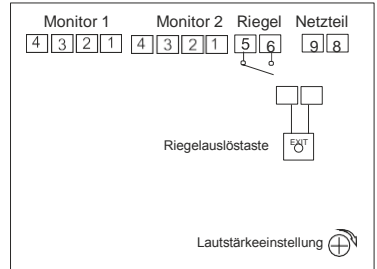 Monitor 1 Monitor 2 Riegel Netzteil
4 3 2 1 4 3 2 1 5 6 9 8
EXIT
Riegelauslöstaste
Lautstärkeeinstellung